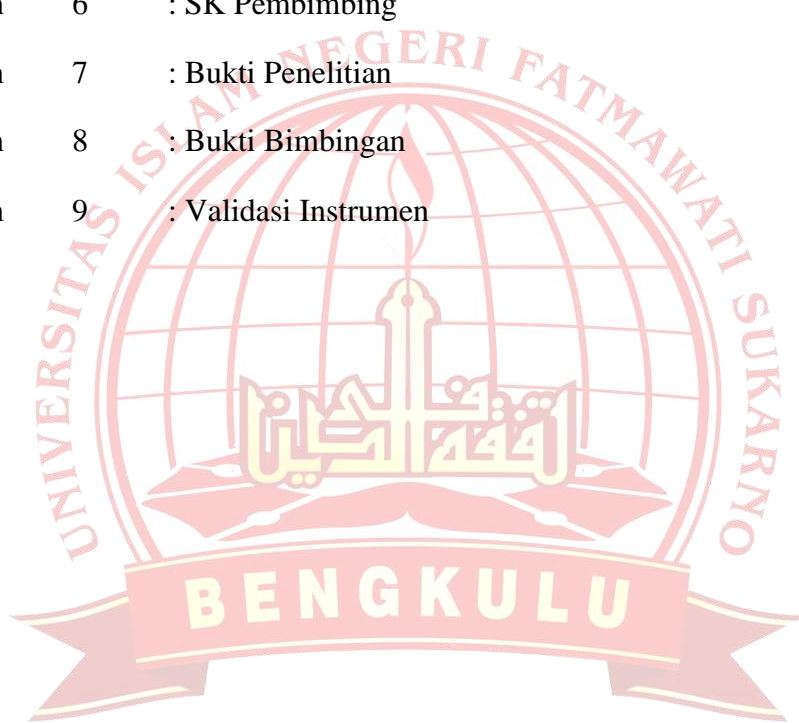 n 6 : SK Pembimbing
n 7 : Bukti Penelitian
n 8 : Bukti Bimbingan
n 9 : Validasi Instrumen
UNIVERSITAS ISLAM NEGERI FATMAWATI SUKARNO
BENGKULU